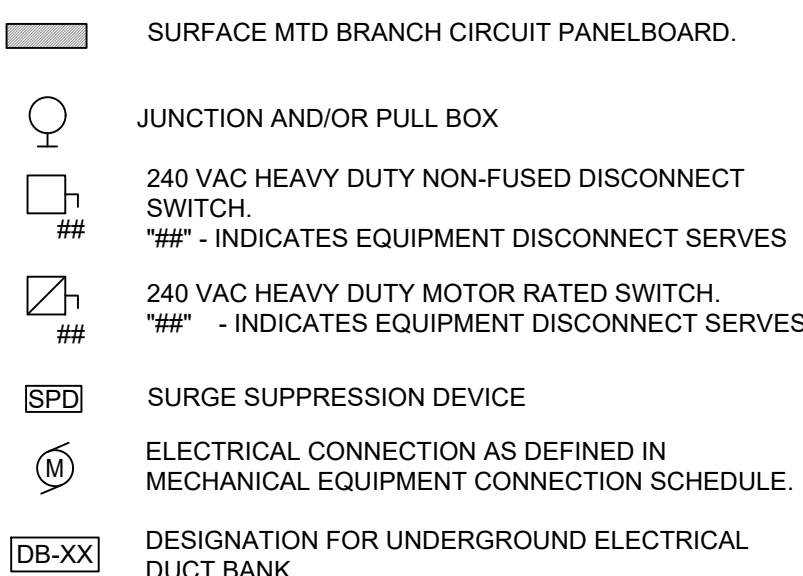 SURFACE MTD BRANCH CIRCUIT PANELBOARD.
JUNCTION AND/OR PULL BOX
240 VAC HEAVY DUTY NON-FUSED DISCONNECT
SWITCH.
## "##" - INDICATES EQUIPMENT DISCONNECT SERVES
240 VAC HEAVY DUTY MOTOR RATED SWITCH.
## "##" - INDICATES EQUIPMENT DISCONNECT SERVES
SPD SURGE SUPPRESSION DEVICE
M ELECTRICAL CONNECTION AS DEFINED IN
MECHANICAL EQUIPMENT CONNECTION SCHEDULE.
DB-XX DESIGNATION FOR UNDERGROUND ELECTRICAL
DUCT BANK